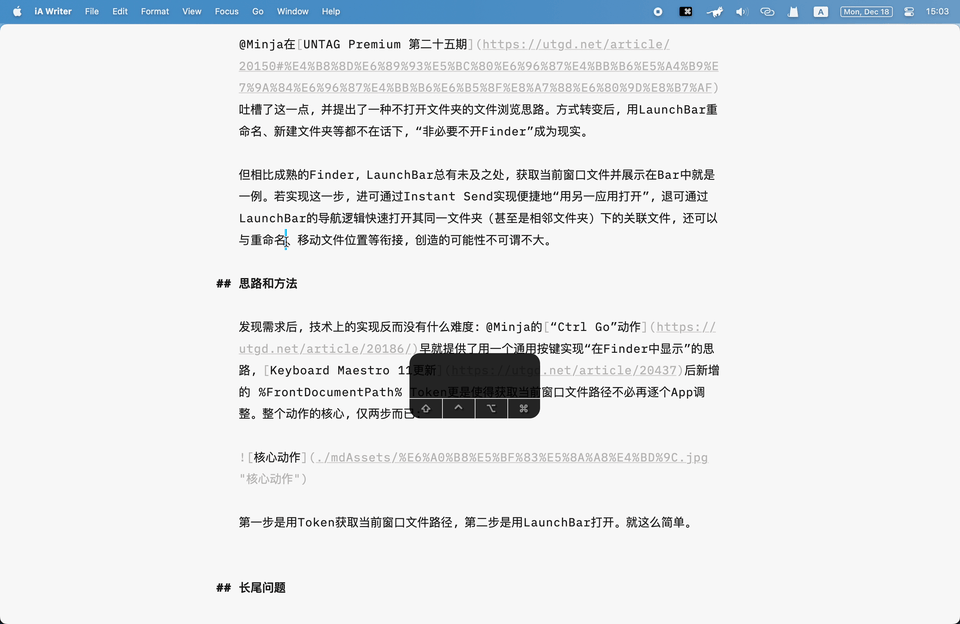 iA Writer File Edit Format View Focus Go Window Help A Mon, Dec 18 15:03
@Minja在[UNTAG Premium 第二十五期](https://utgd.net/article/
20150#%E4%B8%8D%E6%89%93%E5%BC%80%E6%96%87%E4%BB%B6%E5%A4%B9%E
7%9A%84%E6%96%87%E4%BB%B6%E6%B5%8F%E8%A7%88%E6%80%9D%E8%B7%AF)
吐槽了这一点，并提出了一种不打开文件夹的文件浏览思路。方式转变后，用LaunchBar重
命名、新建文件夹等都不在话下，“非必要不开Finder”成为现实。
但相比成熟的Finder，LaunchBar总有未及之处，获取当前窗口文件并展示在Bar中就是
一例。若实现这一步，进可通过Instant Send实现便捷地“用另一应用打开”，退可通过
LaunchBar的导航逻辑快速打开其同一文件夹（甚至是相邻文件夹）下的关联文件，还可以
与重命名、移动文件位置等衔接，创造的可能性不可谓不大。
## 思路和方法
发现需求后，技术上的实现反而没有什么难度：@Minja的[“Ctrl Go”动作](https://
utgd.net/article/20186/)早就提供了用一个通用按键实现“在Finder中显示”的思
路，[Keyboard Maestro 11更新](https://utgd.net/article/20437)后新增
的 %FrontDocumentPath% Token更是使得获取当前窗口文件路径不必再逐个App调
整。整个动作的核心，仅两步而已：
⇧ ⌃ ⌥ ⌘
![核心动作](./mdAssets/%E6%A0%B8%E5%BF%83%E5%8A%A8%E4%BD%9C.jpg
"核心动作")
第一步是用Token获取当前窗口文件路径，第二步是用LaunchBar打开。就这么简单。
## 长尾问题